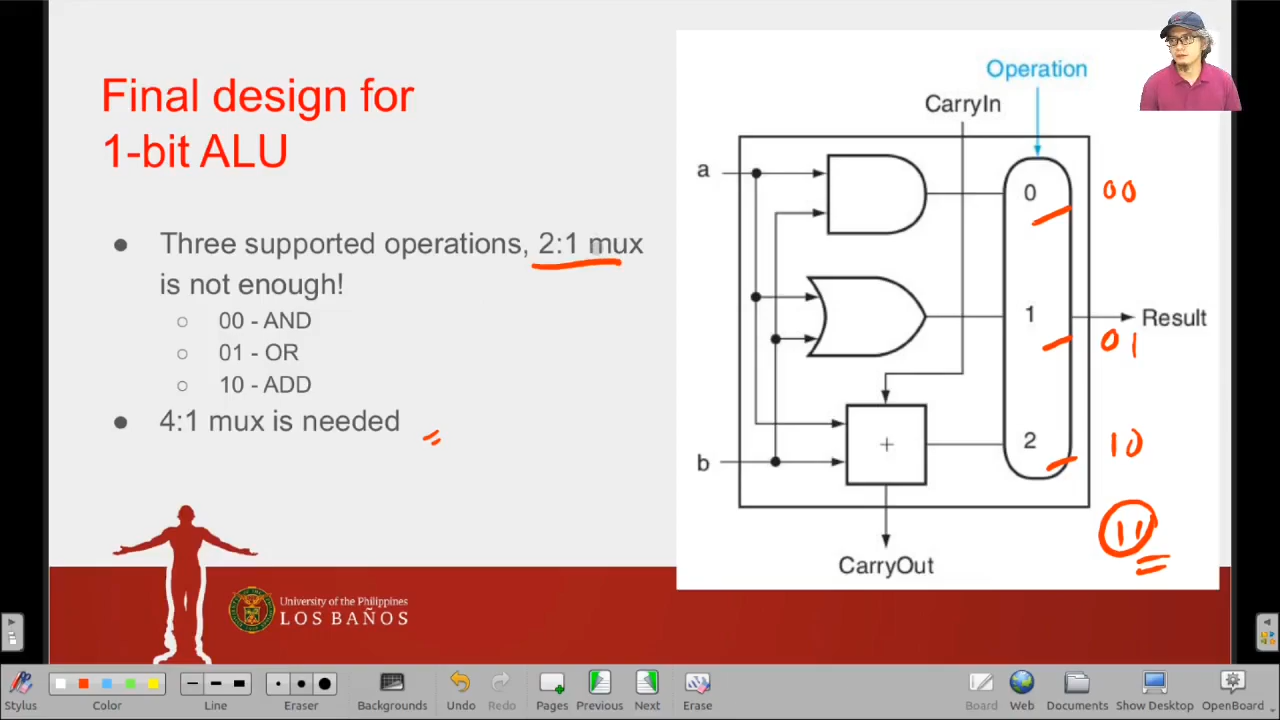 Final design for
1-bit ALU
Three supported operations, 2:1 mux
is not enough!
00 - AND
01 - OR
10 - ADD
4:1 mux is needed
Operation
CarryIn
a
0
00
1
Result
01
+
2
10
b
11
CarryOut
University of the Philippines
LOS BAÑOS
Stylus
Color
Line
Eraser
Backgrounds
Undo
Redo
Pages
Previous
Next
Erase
Board
Web
Documents
Show Desktop
OpenBoard